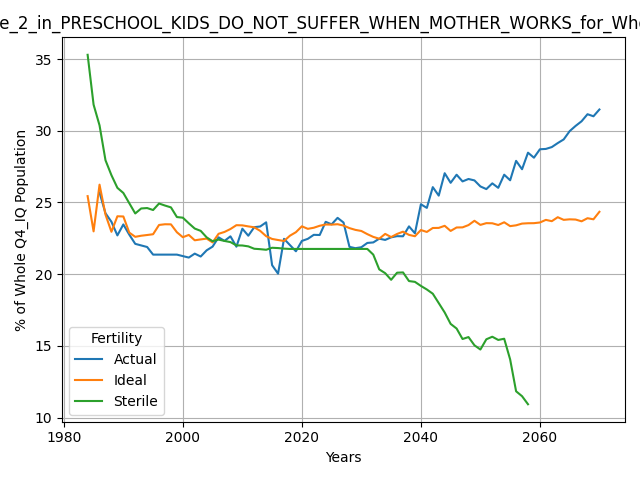 e_2_in_PRESCHOOL_KIDS_DO_NOT_SUFFER_WHEN_MOTHER_WORKS_for_Who
35
30
25
20
15
10
% of Whole Q4_IQ Population
Fertility
Actual
Ideal
Sterile
1980
2000
2020
2040
2060
Years